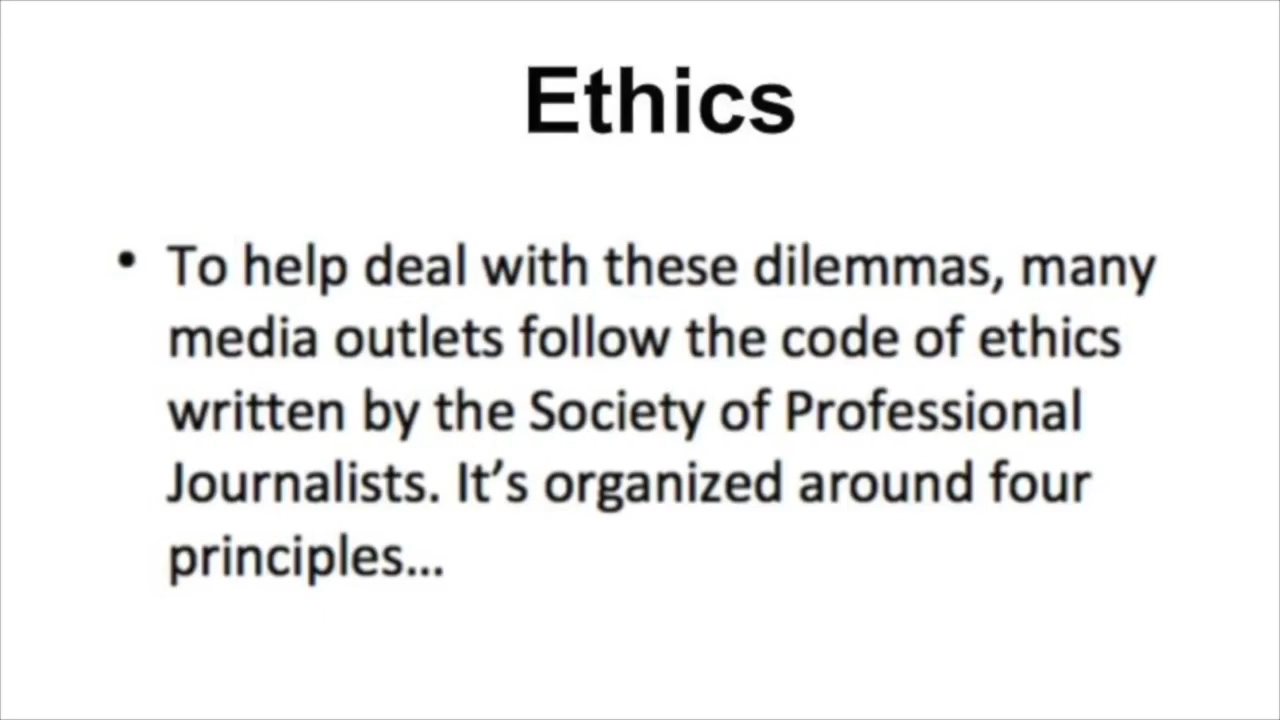 Ethics
• To help deal with these dilemmas, many
media outlets follow the code of ethics
written by the Society of Professional
Journalists. It’s organized around four
principles...